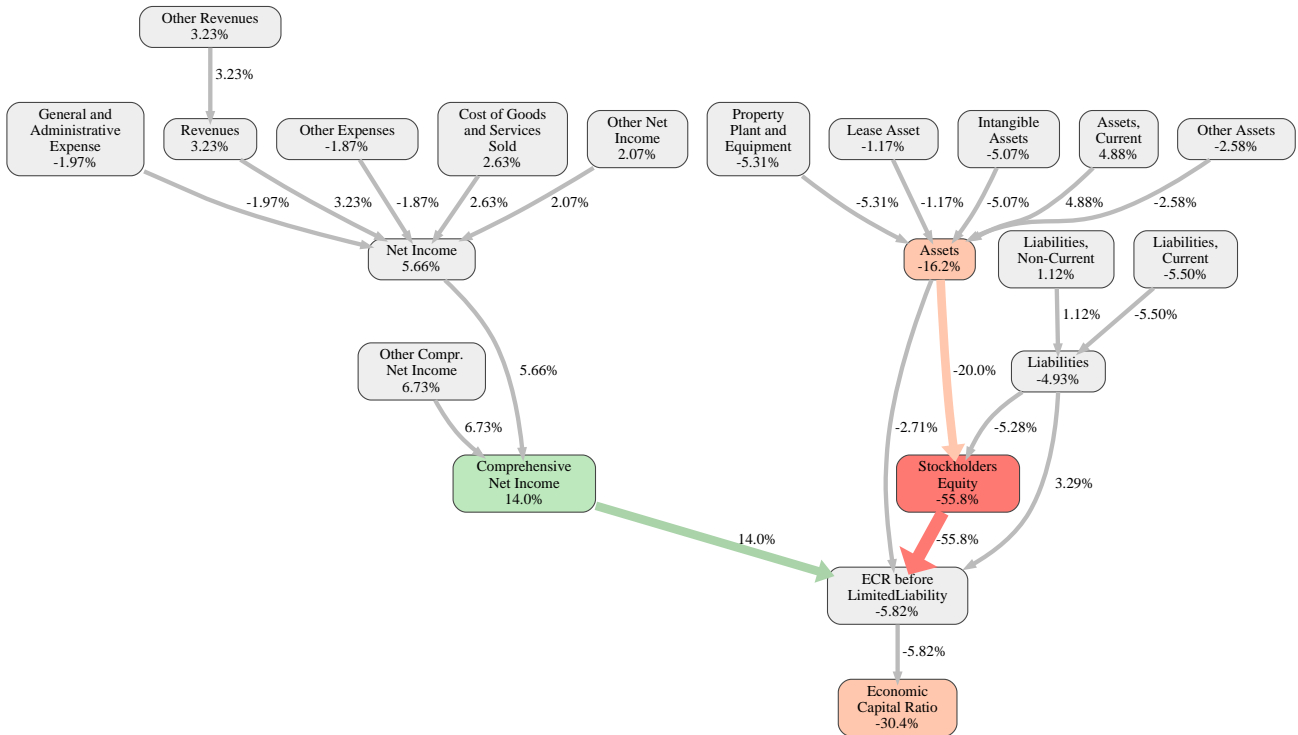 Other Revenues
3.23%
3.23%
General and
Administrative
Expense
-1.97%
Revenues
3.23%
Other Expenses
-1.87%
Cost of Goods
and Services
Sold
2.63%
Other Net
Income
2.07%
Property
Plant and
Equipment
-5.31%
Lease Asset
-1.17%
Intangible
Assets
-5.07%
Assets,
Current
4.88%
Other Assets
-2.58%
-1.97%
3.23%
-1.87%
2.63%
2.07%
-5.31%
-1.17%
-5.07%
4.88%
-2.58%
Net Income
5.66%
Assets
-16.2%
Liabilities,
Non-Current
1.12%
Liabilities,
Current
-5.50%
1.12%
-5.50%
Other Compr.
Net Income
6.73%
5.66%
-20.0%
Liabilities
-4.93%
6.73%
-2.71%
-5.28%
3.29%
Comprehensive
Net Income
14.0%
Stockholders
Equity
-55.8%
14.0%
-55.8%
ECR before
LimitedLiability
-5.82%
-5.82%
Economic
Capital Ratio
-30.4%